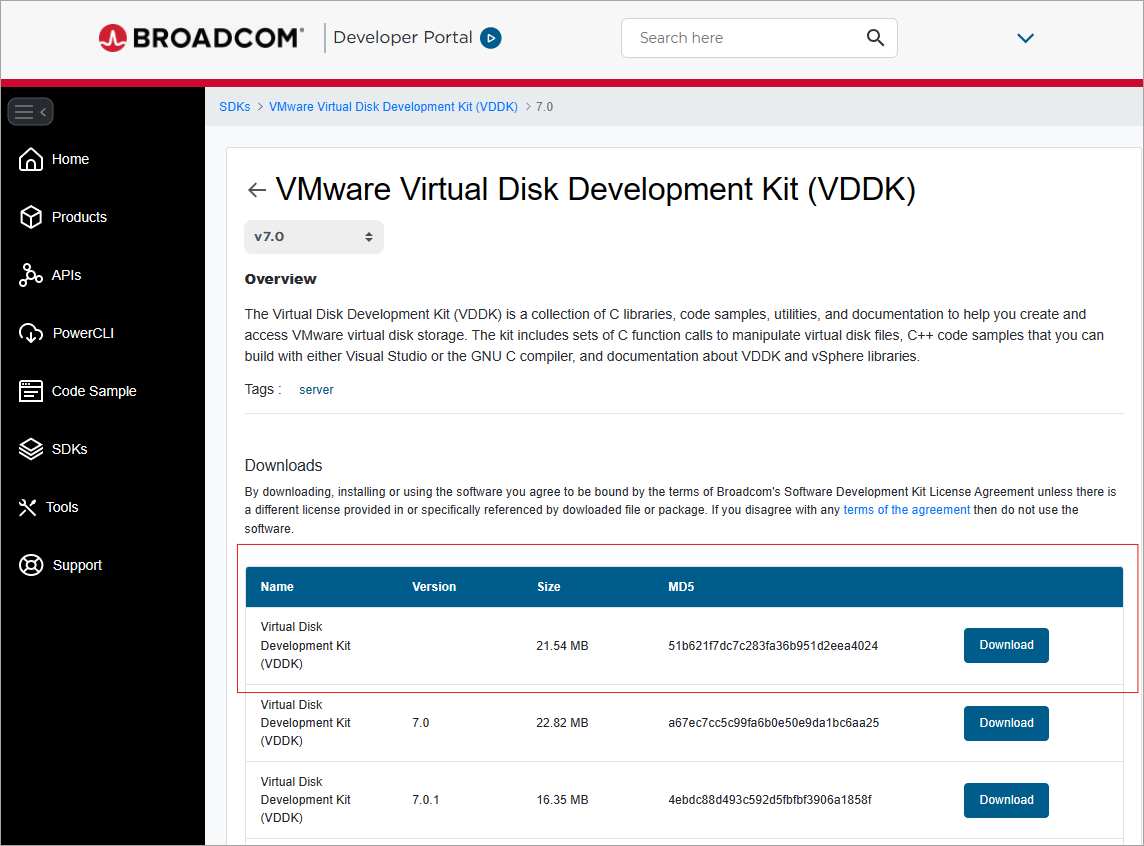 BROADCOM Developer Portal
Search here
SDKs > VMware Virtual Disk Development Kit (VDDK) > 7.0
Home
Products
APIs
PowerCLI
Code Sample
SDKs
Tools
Support
VMware Virtual Disk Development Kit (VDDK)
v7.0
Overview
The Virtual Disk Development Kit (VDDK) is a collection of C libraries, code samples, utilities, and documentation to help you create and
access VMware virtual disk storage. The kit includes sets of C function calls to manipulate virtual disk files, C++ code samples that you can
build with either Visual Studio or the GNU C compiler, and documentation about VDDK and vSphere libraries.
Tags : server
Downloads
By downloading, installing or using the software you agree to be bound by the terms of Broadcom's Software Development Kit License Agreement unless there is
a different license provided in or specifically referenced by dowloaded file or package. If you disagree with any terms of the agreement then do not use the
software.
Name Version Size MD5
Virtual Disk
Development Kit
(VDDK)
21.54 MB 51b621f7dc7c283fa36b951d2eea4024 Download
Virtual Disk
Development Kit
(VDDK)
7.0 22.82 MB a67ec7cc5c99fa6b0e50e9da1bc6aa25 Download
Virtual Disk
Development Kit
(VDDK)
7.0.1 16.35 MB 4ebdc88d493c592d5fbfbf3906a1858f Download